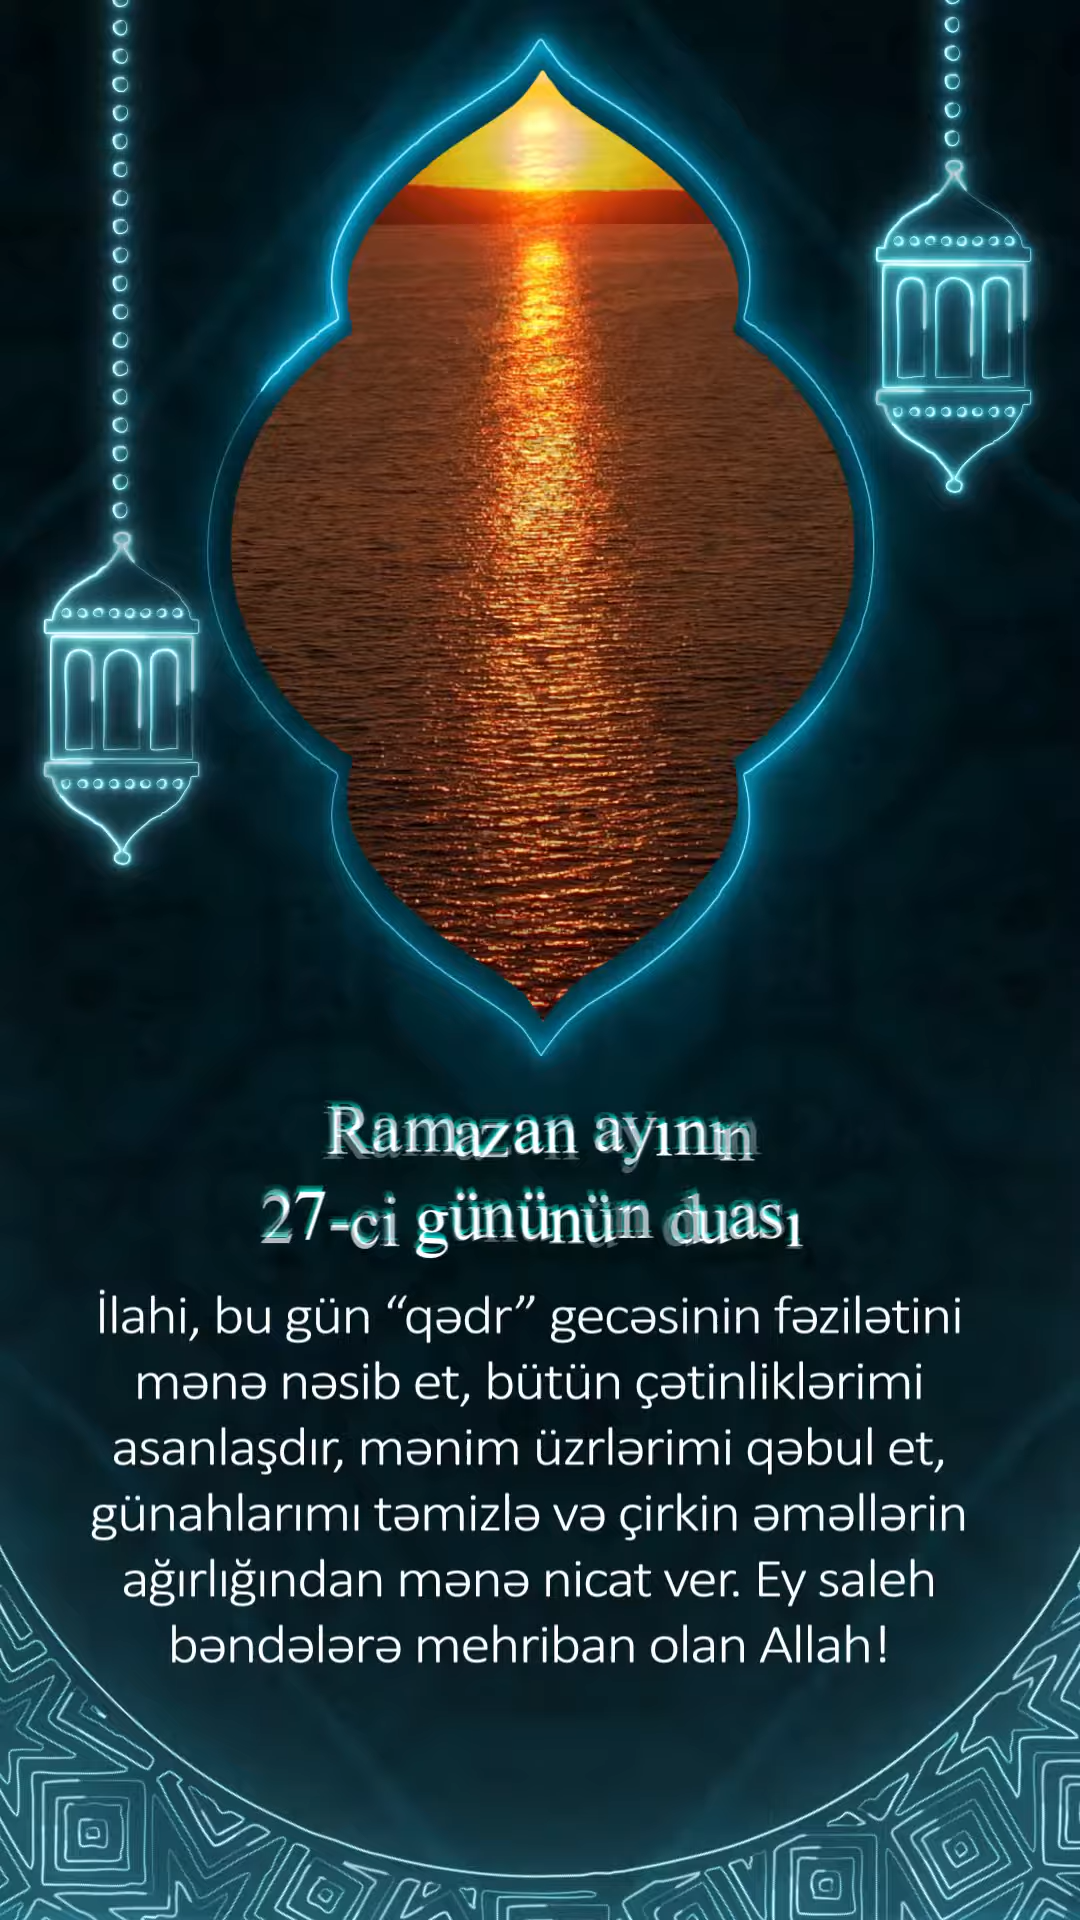 Ramazan ayının
27-ci gününün duası
İlahi, bu gün “qədr” gecəsinin fəzilətini
mənə nəsib et, bütün çətinliklərimi
asanlaşdır, mənim üzrlərimi qəbul et,
günahlarımı təmizlə və çirkin əməllərin
ağırlığından mənə nicat ver. Ey saleh
bəndələrə mehriban olan Allah!